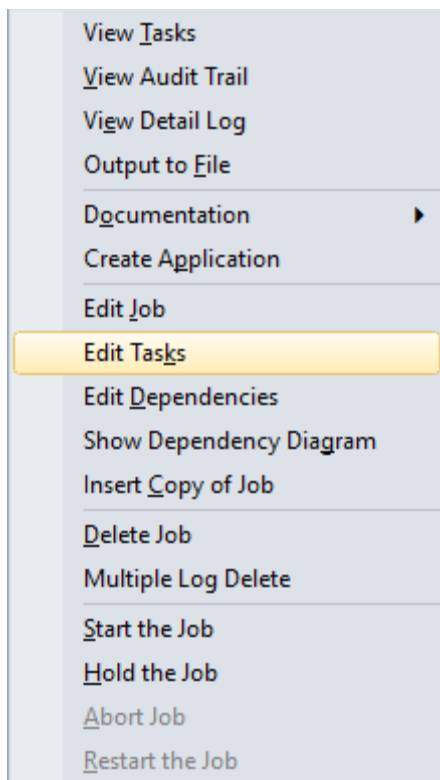 View Tasks
View Audit Trail
View Detail Log
Output to File
Documentation
Create Application
Edit Job
Edit Tasks
Edit Dependencies
Show Dependency Diagram
Insert Copy of Job
Delete Job
Multiple Log Delete
Start the Job
Hold the Job
Abort Job
Restart the Job